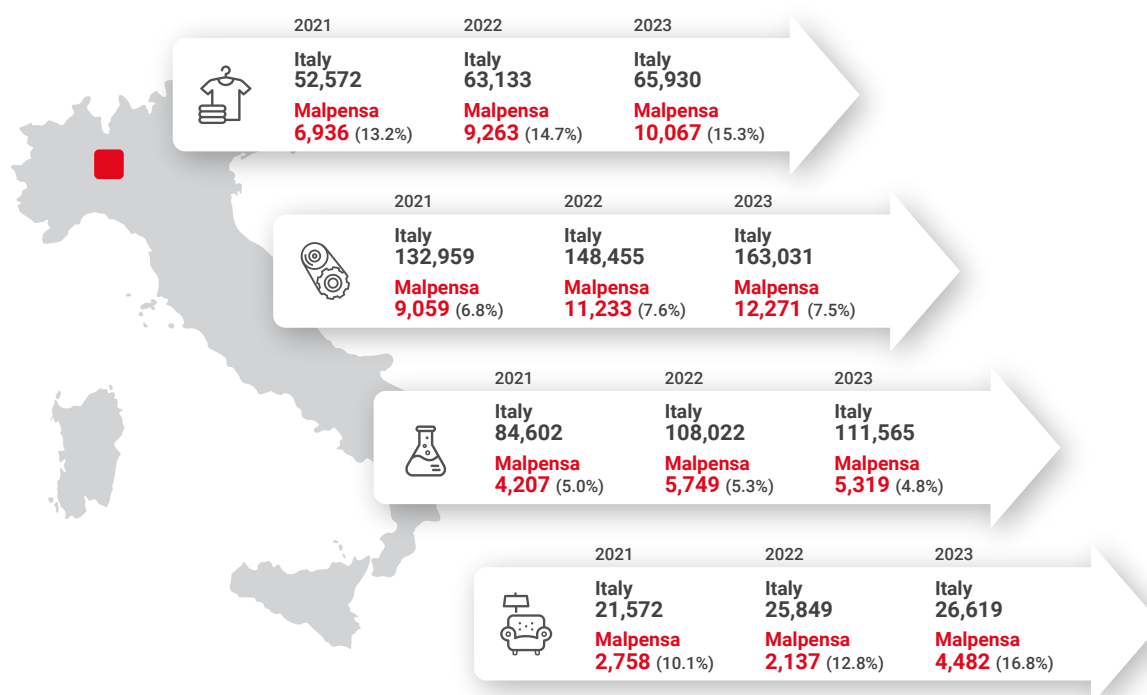 2021 2022 2023
Italy Italy Italy
52,572 63,133 65,930
Malpensa Malpensa Malpensa
6,936 (13.2%) 9,263 (14.7%) 10,067 (15.3%)
2021 2022 2023
Italy Italy Italy
132,959 148,455 163,031
Malpensa Malpensa Malpensa
9,059 (6.8%) 11,233 (7.6%) 12,271 (7.5%)
2021 2022 2023
Italy Italy Italy
84,602 108,022 111,565
Malpensa Malpensa Malpensa
4,207 (5.0%) 5,749 (5.3%) 5,319 (4.8%)
2021 2022 2023
Italy Italy Italy
21,572 25,849 26,619
Malpensa Malpensa Malpensa
2,758 (10.1%) 2,137 (12.8%) 4,482 (16.8%)